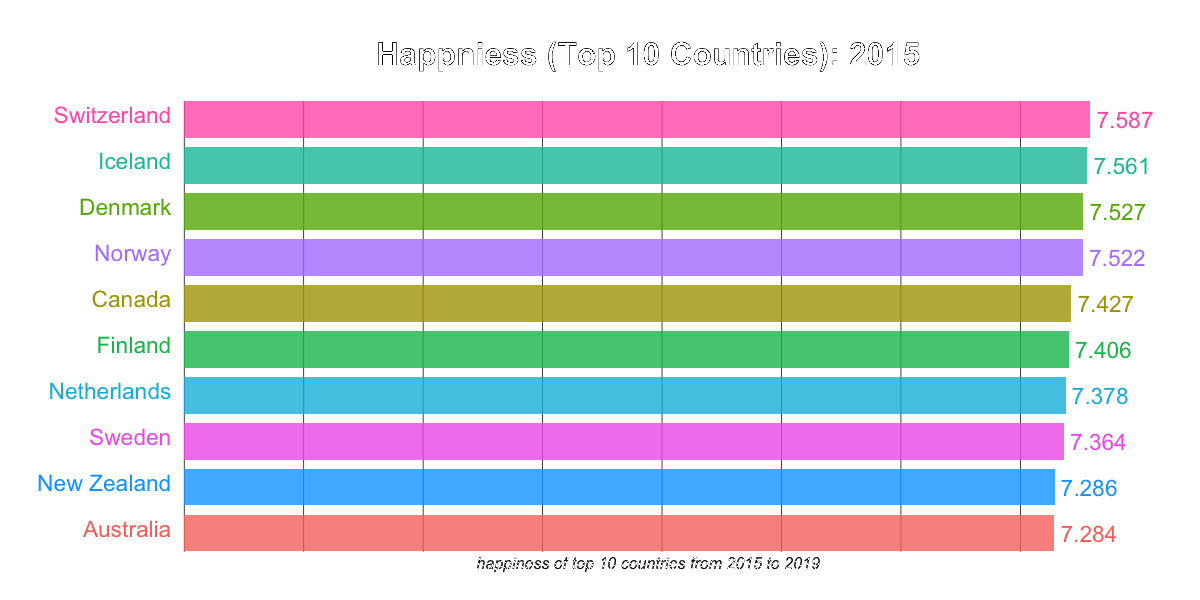 Happniess (Top 10 Countries): 2015
Switzerland 7.587
Iceland 7.561
Denmark 7.527
Norway 7.522
Canada 7.427
Finland 7.406
Netherlands 7.378
Sweden 7.364
New Zealand 7.286
Australia 7.284
happiness of top 10 countries from 2015 to 2019